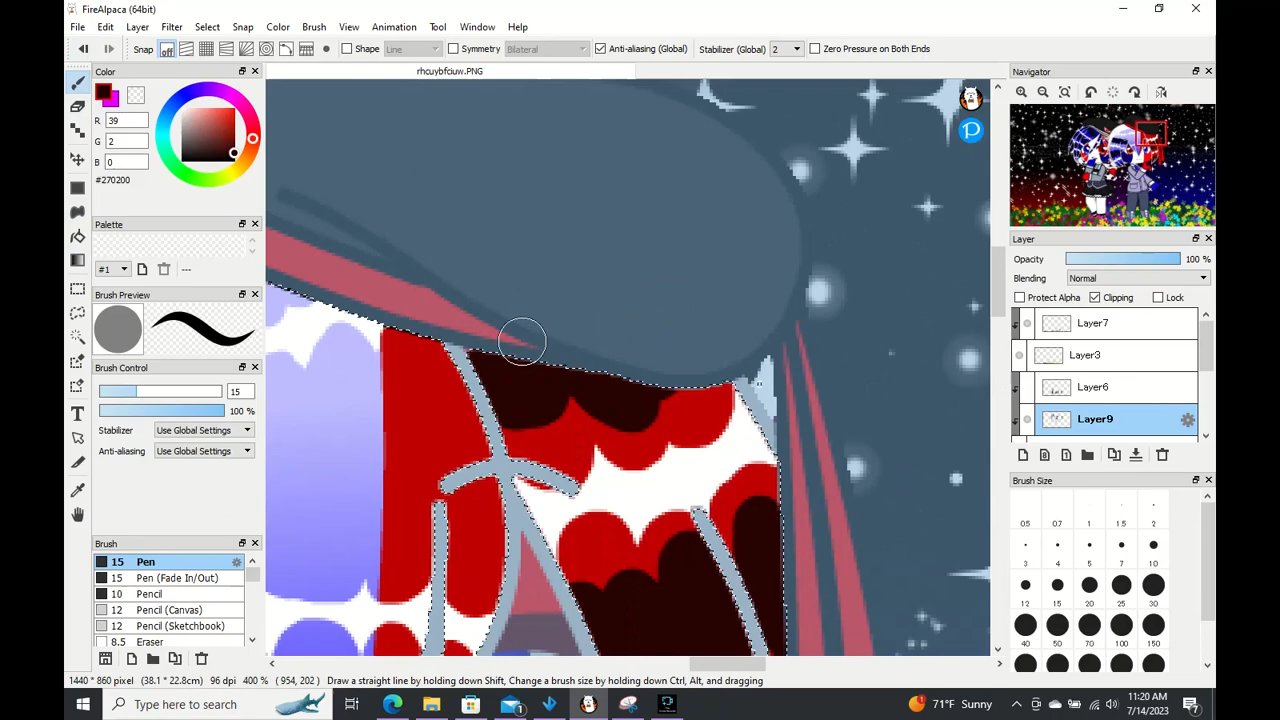 FireAlpaca (64bit)
File Edit Layer Filter Select Snap Color Brush View Animation Tool Window Help
Snap off Shape Line Symmetry Bilateral Anti-aliasing (Global) Stabilizer (Global) 2 Zero Pressure on Both Ends
Color
rhcuybfciuw.PNG
Navigator
R 39
G 2
B 0
#270200
Palette
#1 ---
Brush Preview
Brush Control
15
100 %
Stabilizer Use Global Settings
Anti-aliasing Use Global Settings
Brush
15 Pen
15 Pen (Fade In/Out)
10 Pencil
12 Pencil (Canvas)
12 Pencil (Sketchbook)
8.5 Eraser
P
Layer
Opacity 100 %
Blending Normal
Protect Alpha Clipping Lock
Layer7
Layer3
Layer6
Layer9
Brush Size
0.5 0.7 1 1.5 2
3 4 5 7 10
12 15 20 25 30
40 50 70 100 150
1440 * 860 pixel (38.1 * 22.8cm) 96 dpi 400 % ( 954, 202 ) Draw a straight line by holding down Shift, Change a brush size by holding down Ctrl, Alt, and dragging
Type here to search
1
71°F Sunny
11:20 AM
7/14/2023
1